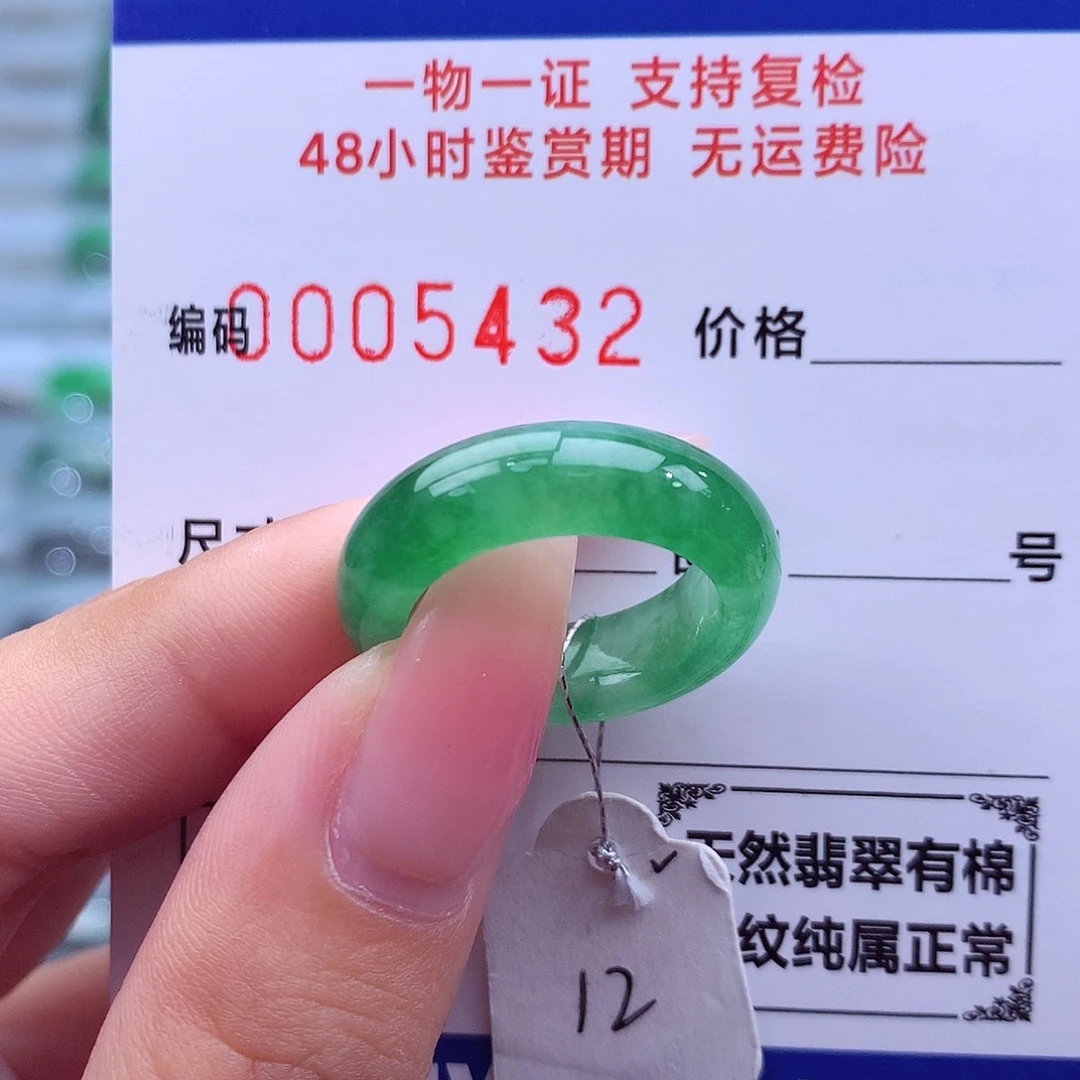 一物一证 支持复检
48小时鉴赏期 无运费险
编码0005432 价格
尺寸 号
天然翡翠有棉
纹纯属正常
12